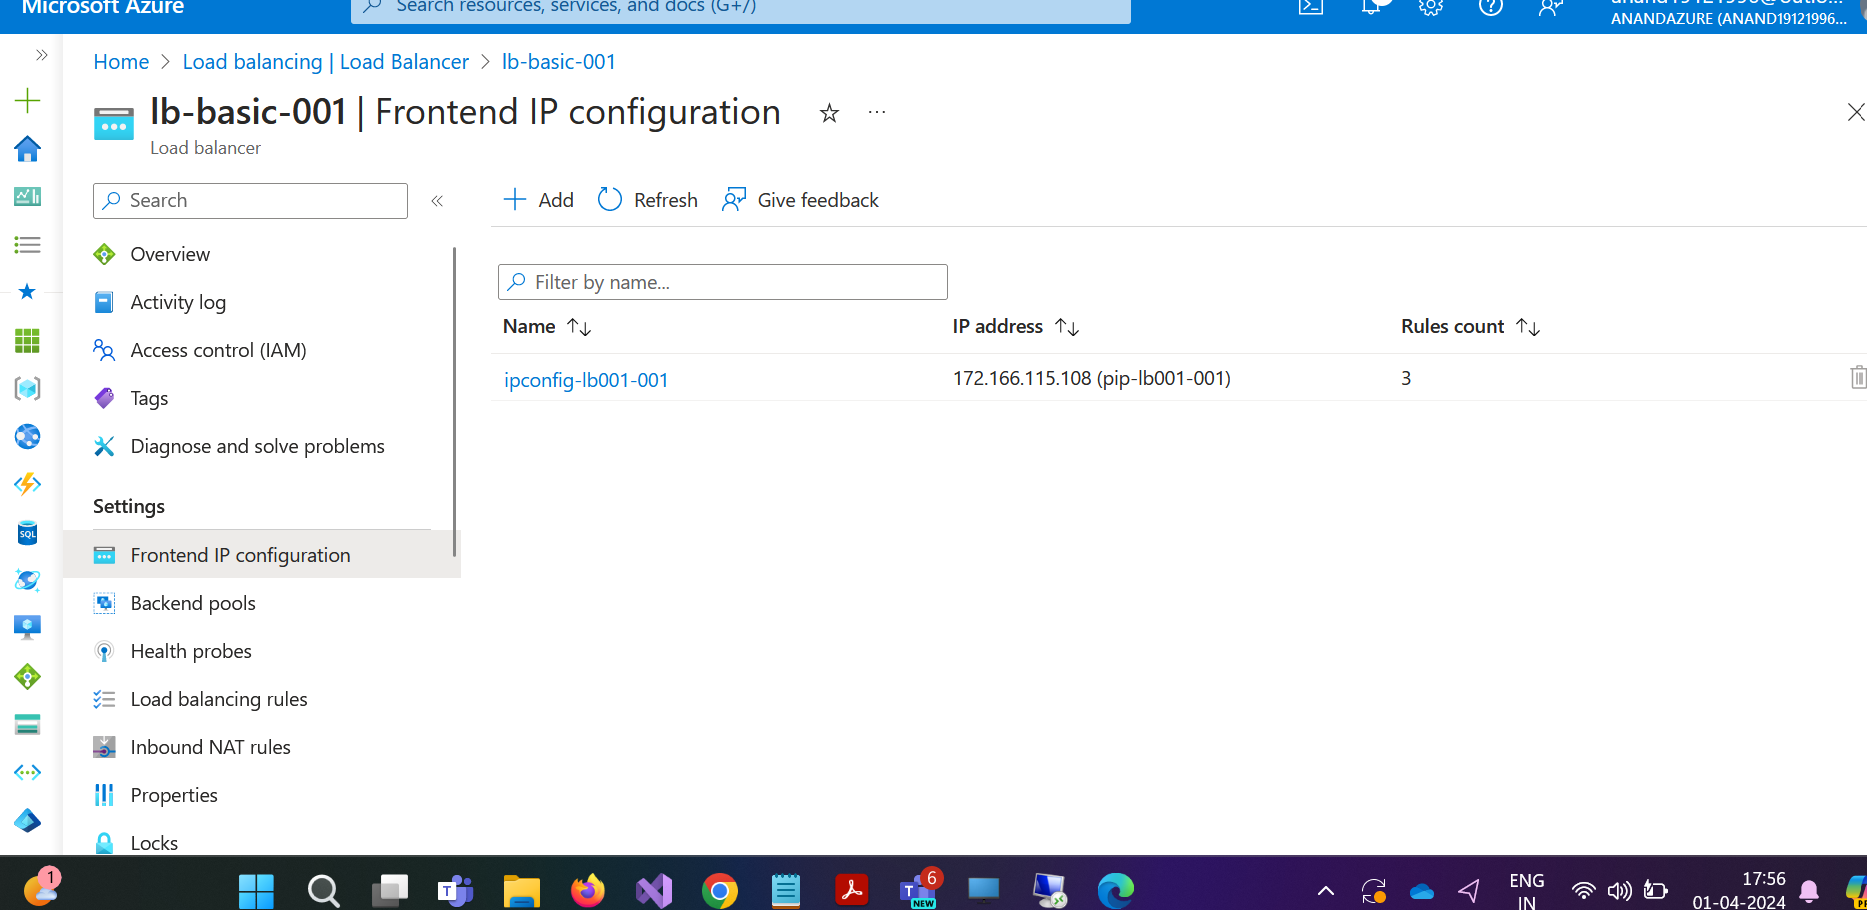 Microsoft Azure
Search resources, services, and docs (G+/)
ANANDAZURE (ANAND19121996...
Home > Load balancing | Load Balancer > lb-basic-001
lb-basic-001 | Frontend IP configuration
Load balancer
Search
Add
Refresh
Give feedback
Overview
Activity log
Access control (IAM)
Tags
Diagnose and solve problems
Settings
Frontend IP configuration
Backend pools
Health probes
Load balancing rules
Inbound NAT rules
Properties
Locks
Filter by name...
Name IP address Rules count
ipconfig-lb001-001 172.166.115.108 (pip-lb001-001) 3
SQL
1
T
6
T
NEW
ENG
IN
17:56
01-04-2024